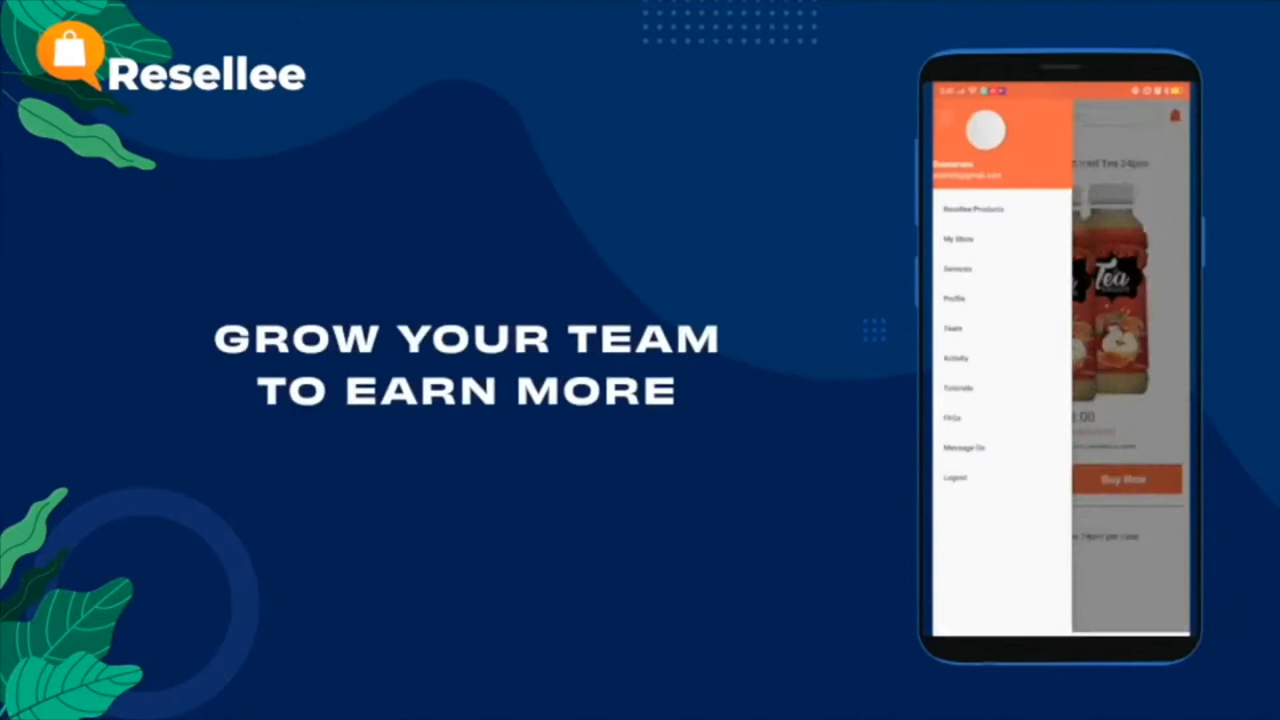 Resellee
GROW YOUR TEAM
TO EARN MORE
Resellee Products
My Store
Services
Profile
Team
Activity
Tutorials
FAQs
Message Us
Logout
Tea
Buy Now